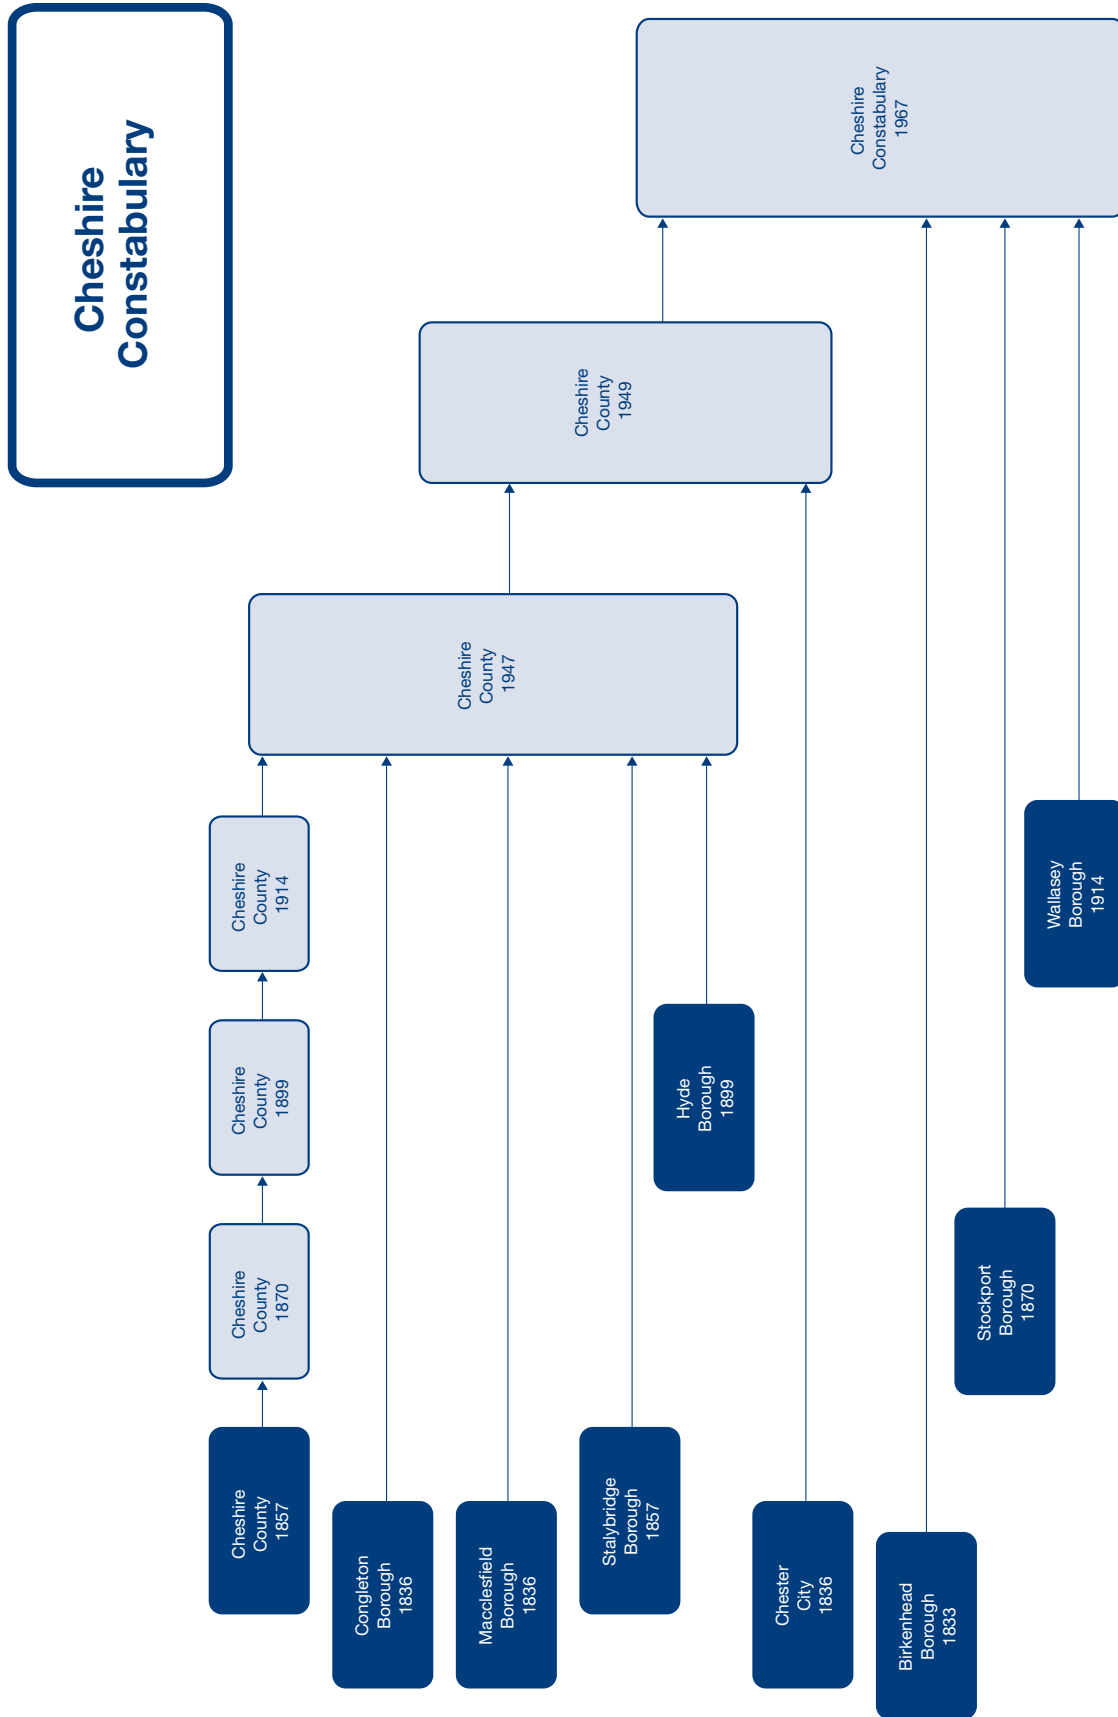 Cheshire
Constabulary
Cheshire
County
1857
Cheshire
County
1870
Cheshire
County
1899
Cheshire
County
1914
Congleton
Borough
1836
Macclesfield
Borough
1836
Stalybridge
Borough
1857
Hyde
Borough
1899
Cheshire
County
1947
Chester
City
1836
Cheshire
County
1949
Birkenhead
Borough
1833
Stockport
Borough
1870
Wallasey
Borough
1914
Cheshire
Constabulary
1967